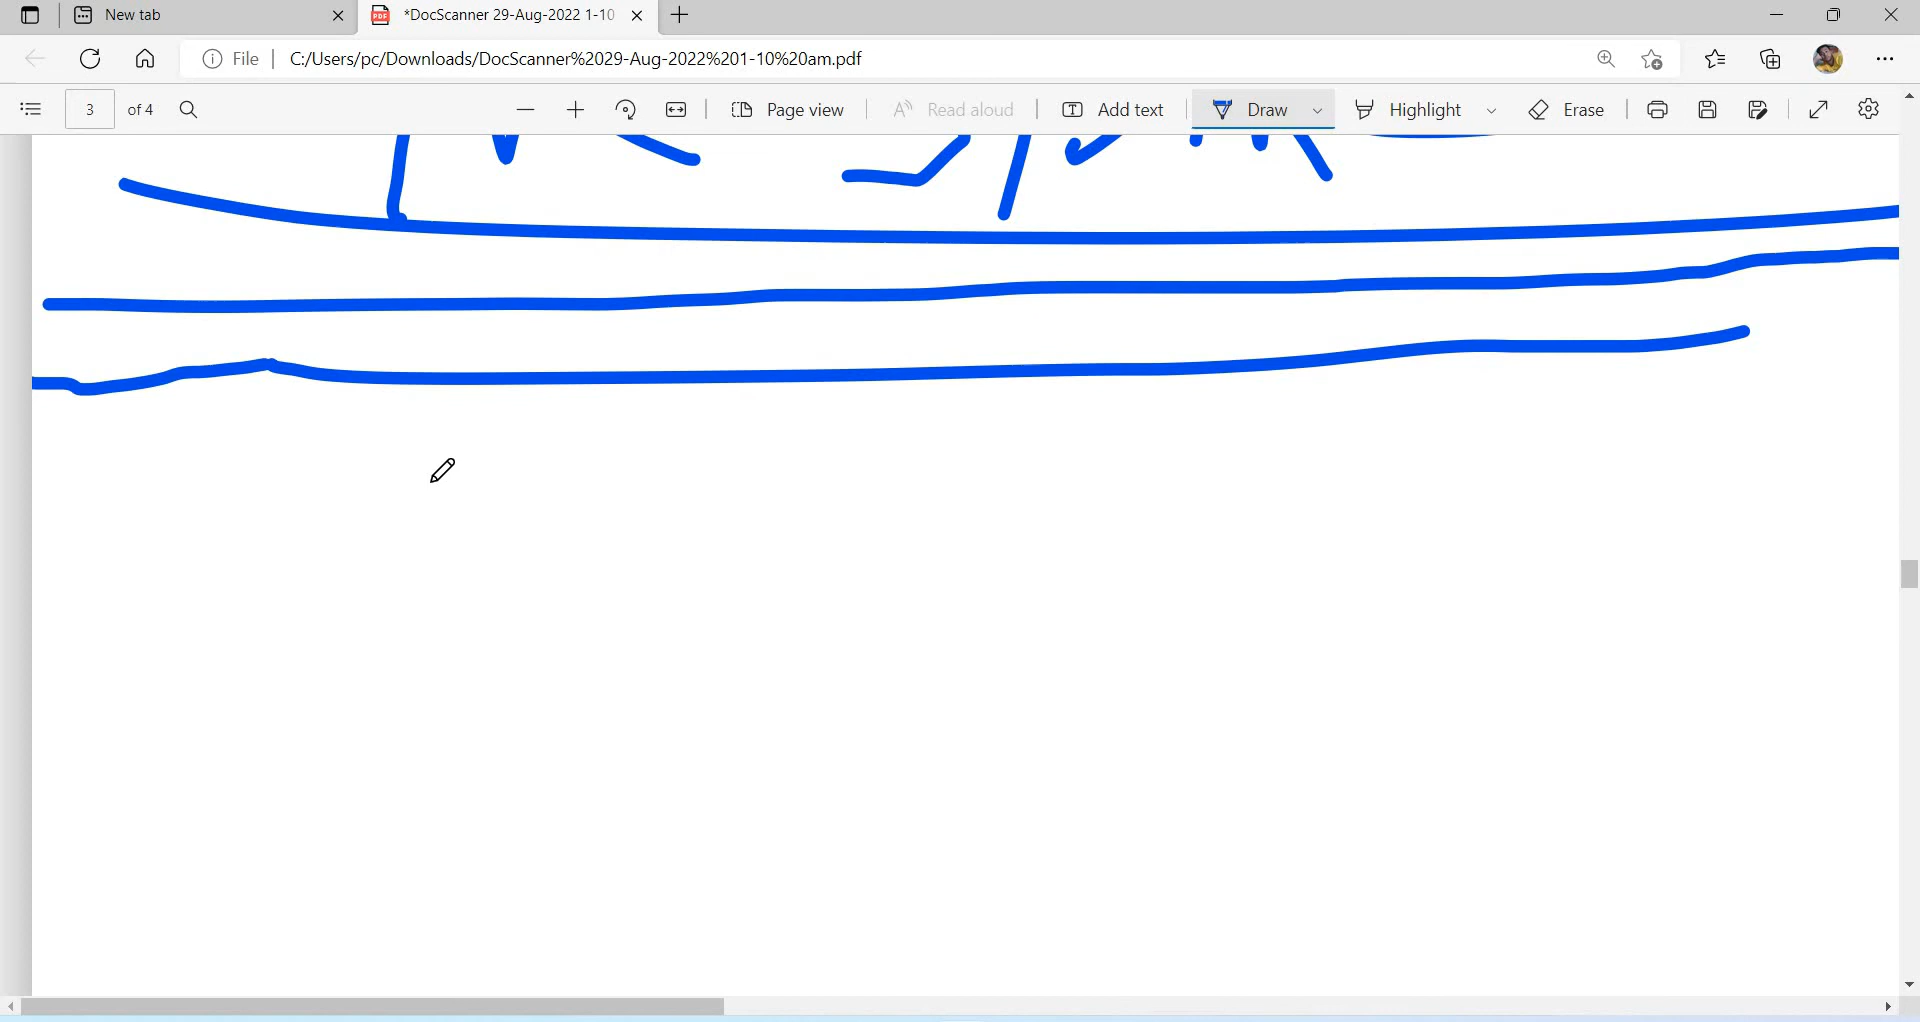 New tab
*DocScanner 29-Aug-2022 1-10
File
C:/Users/pc/Downloads/DocScanner%2029-Aug-2022%201-10%20am.pdf
3 of 4
Page view
Read aloud
Add text
Draw
Highlight
Erase